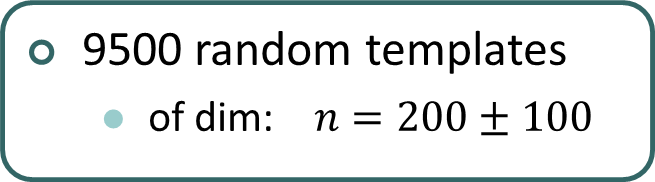 9500 random templates
of dim: n = 200 ± 100